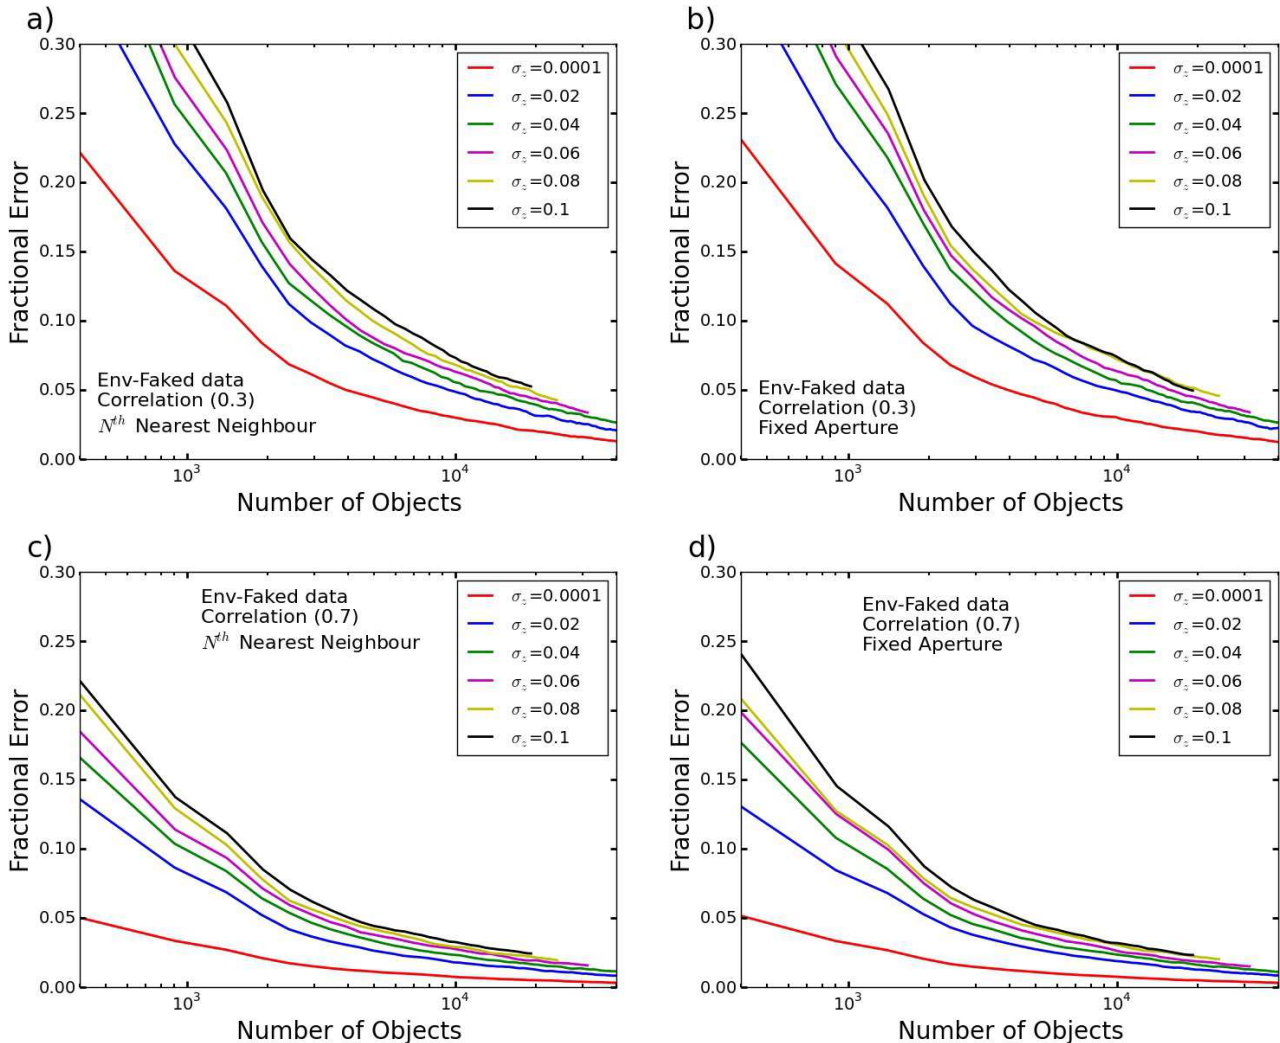 a)
0.30
0.25
0.20
0.15
0.10
0.05
0.00
Fractional Error
σz=0.0001
σz=0.02
σz=0.04
σz=0.06
σz=0.08
σz=0.1
Env-Faked data
Correlation (0.3)
Nth Nearest Neighbour
10³
10⁴
Number of Objects
b)
0.30
0.25
0.20
0.15
0.10
0.05
0.00
Fractional Error
σz=0.0001
σz=0.02
σz=0.04
σz=0.06
σz=0.08
σz=0.1
Env-Faked data
Correlation (0.3)
Fixed Aperture
10³
10⁴
Number of Objects
c)
0.30
0.25
0.20
0.15
0.10
0.05
0.00
Fractional Error
Env-Faked data
Correlation (0.7)
Nth Nearest Neighbour
σz=0.0001
σz=0.02
σz=0.04
σz=0.06
σz=0.08
σz=0.1
10³
10⁴
Number of Objects
d)
0.30
0.25
0.20
0.15
0.10
0.05
0.00
Fractional Error
Env-Faked data
Correlation (0.7)
Fixed Aperture
σz=0.0001
σz=0.02
σz=0.04
σz=0.06
σz=0.08
σz=0.1
10³
10⁴
Number of Objects